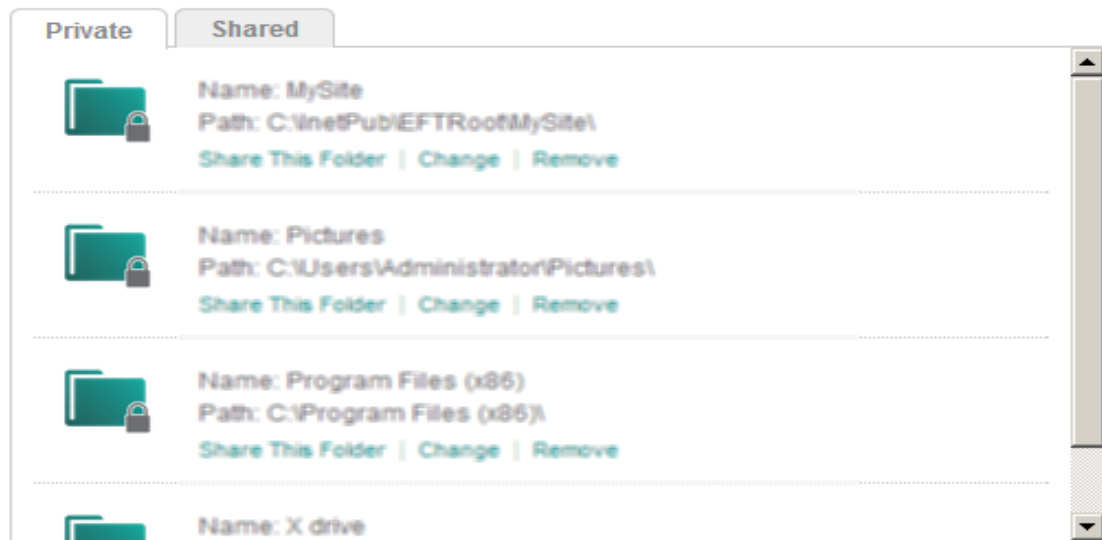 Private
Shared
Name: MySite
Path: C:\InetPub\EFTRoot\MySite\
Share This Folder | Change | Remove
Name: Pictures
Path: C:\Users\Administrator\Pictures\
Share This Folder | Change | Remove
Name: Program Files (x86)
Path: C:\Program Files (x86)\
Share This Folder | Change | Remove
Name: X drive